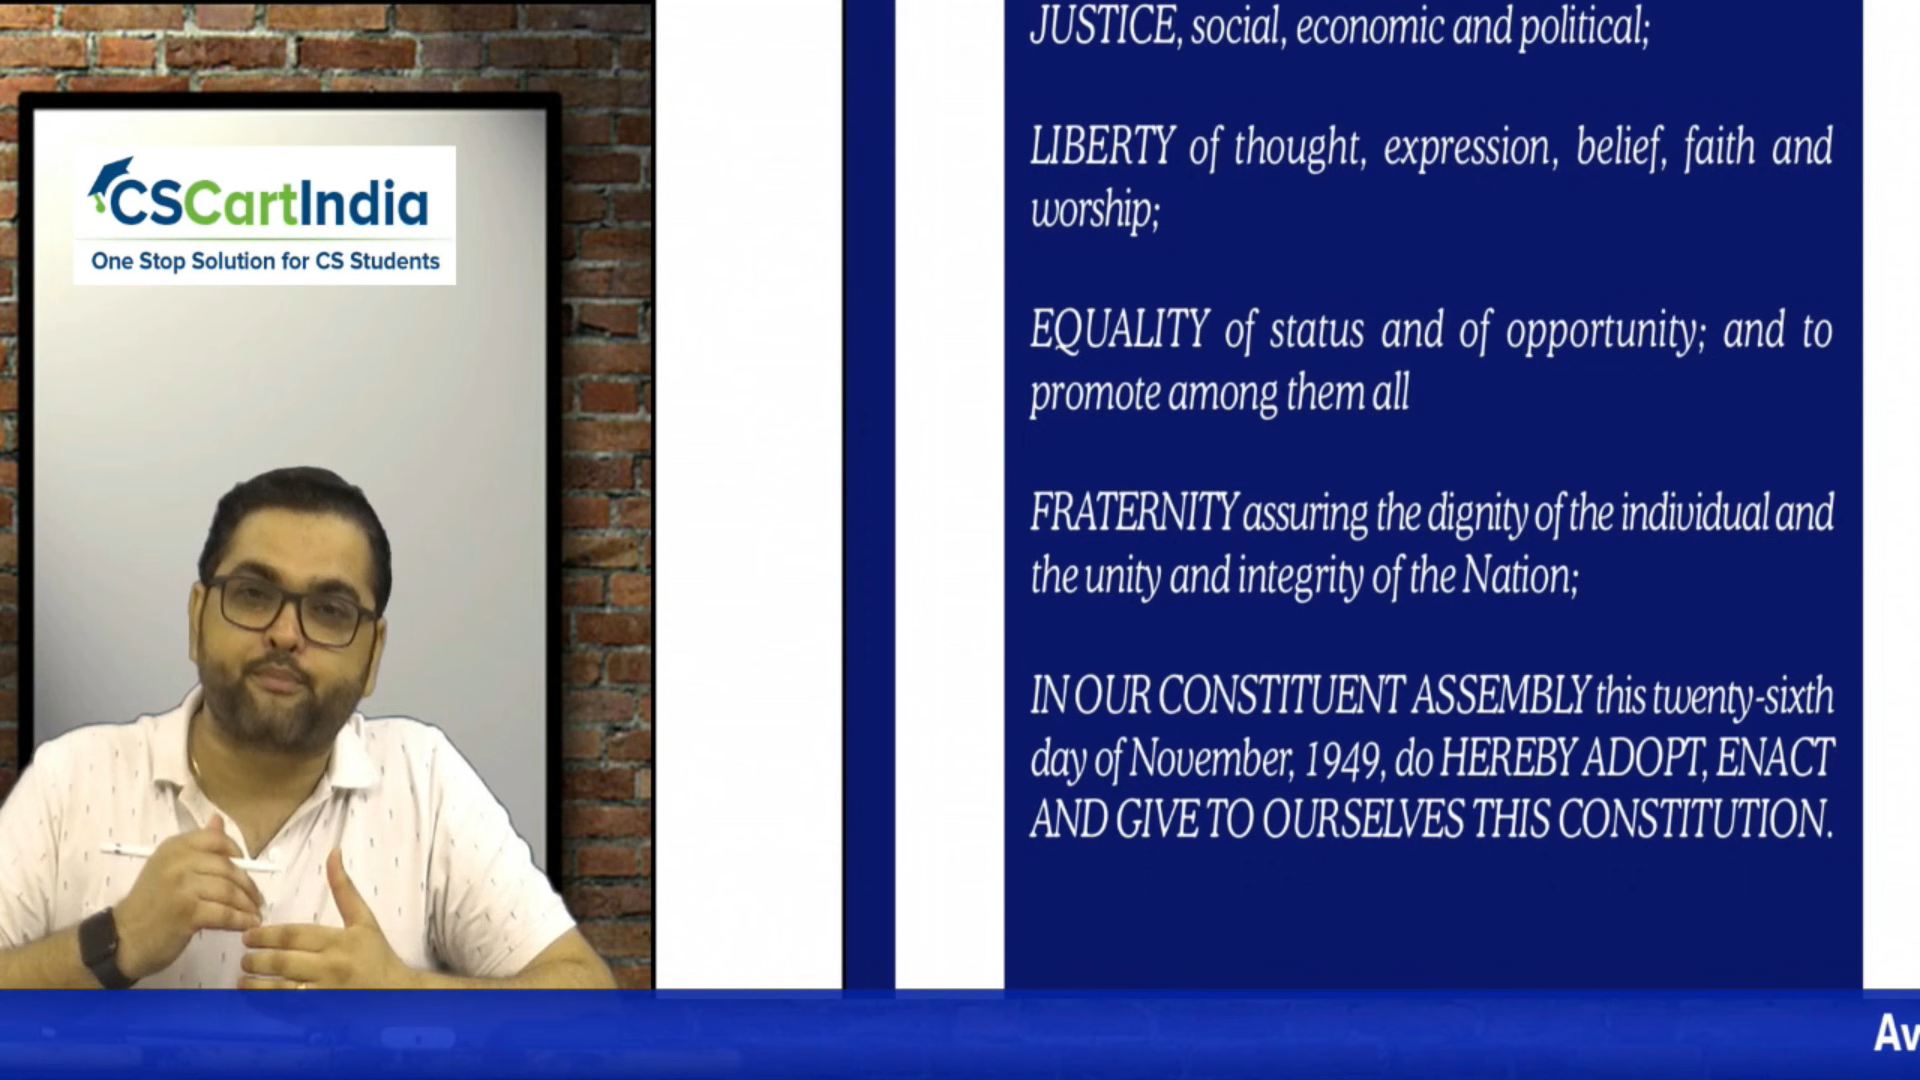 CSCartIndia
One Stop Solution for CS Students
JUSTICE, social, economic and political;
LIBERTY of thought, expression, belief, faith and
worship;
EQUALITY of status and of opportunity; and to
promote among them all
FRATERNITY assuring the dignity of the individual and
the unity and integrity of the Nation;
IN OUR CONSTITUENT ASSEMBLY this twenty-sixth
day of November, 1949, do HEREBY ADOPT, ENACT
AND GIVE TO OURSELVES THIS CONSTITUTION.
Av